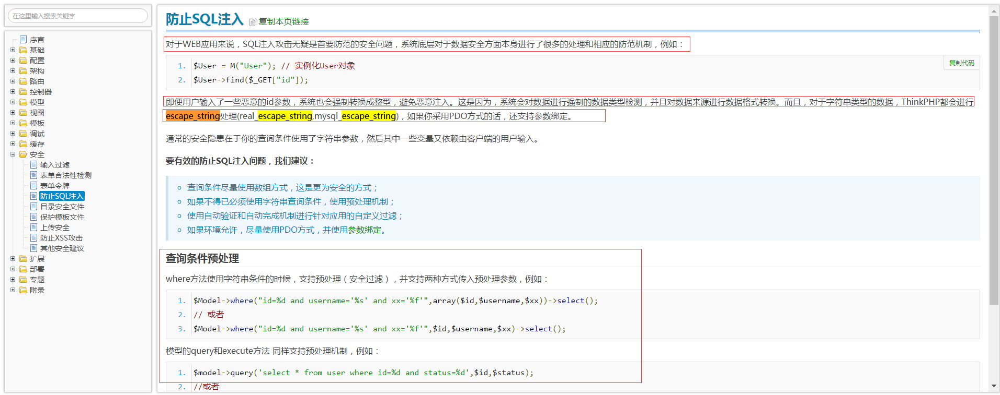 在这里输入搜索关键字
序言
基础
配置
架构
路由
控制器
模型
视图
模板
调试
缓存
安全
输入过滤
表单合法性检测
表单令牌
防止SQL注入
目录安全文件
保护模板文件
上传安全
防止XSS攻击
其他安全建议
扩展
部署
专题
附录
防止SQL注入 复制本页链接
对于WEB应用来说，SQL注入攻击无疑是首要防范的安全问题，系统底层对于数据安全方面本身进行了很多的处理和相应的防范机制，例如：
复制代码
1. $User = M("User"); // 实例化User对象
2. $User->find($_GET["id"]);
即便用户输入了一些恶意的id参数，系统也会强制转换成整型，避免恶意注入。这是因为，系统会对数据进行强制的数据类型检测，并且对数据来源进行数据格式转换。而且，对于字符串类型的数据，ThinkPHP都会进行
escape_string处理(real_escape_string,mysql_escape_string)，如果你采用PDO方式的话，还支持参数绑定。
通常的安全隐患在于你的查询条件使用了字符串参数，然后其中一些变量又依赖由客户端的用户输入。
要有效的防止SQL注入问题，我们建议：
查询条件尽量使用数组方式，这是更为安全的方式；
如果不得已必须使用字符串查询条件，使用预处理机制；
使用自动验证和自动完成机制进行针对应用的自定义过滤；
如果环境允许，尽量使用PDO方式，并使用参数绑定。
查询条件预处理
where方法使用字符串条件的时候，支持预处理（安全过滤），并支持两种方式传入预处理参数，例如：
1. $Model->where("id=%d and username='%s' and xx='%f'",array($id,$username,$xx))->select();
2. // 或者
3. $Model->where("id=%d and username='%s' and xx='%f'",$id,$username,$xx)->select();
模型的query和execute方法 同样支持预处理机制，例如：
1. $model->query('select * from user where id=%d and status=%d',$id,$status);
2. //或者